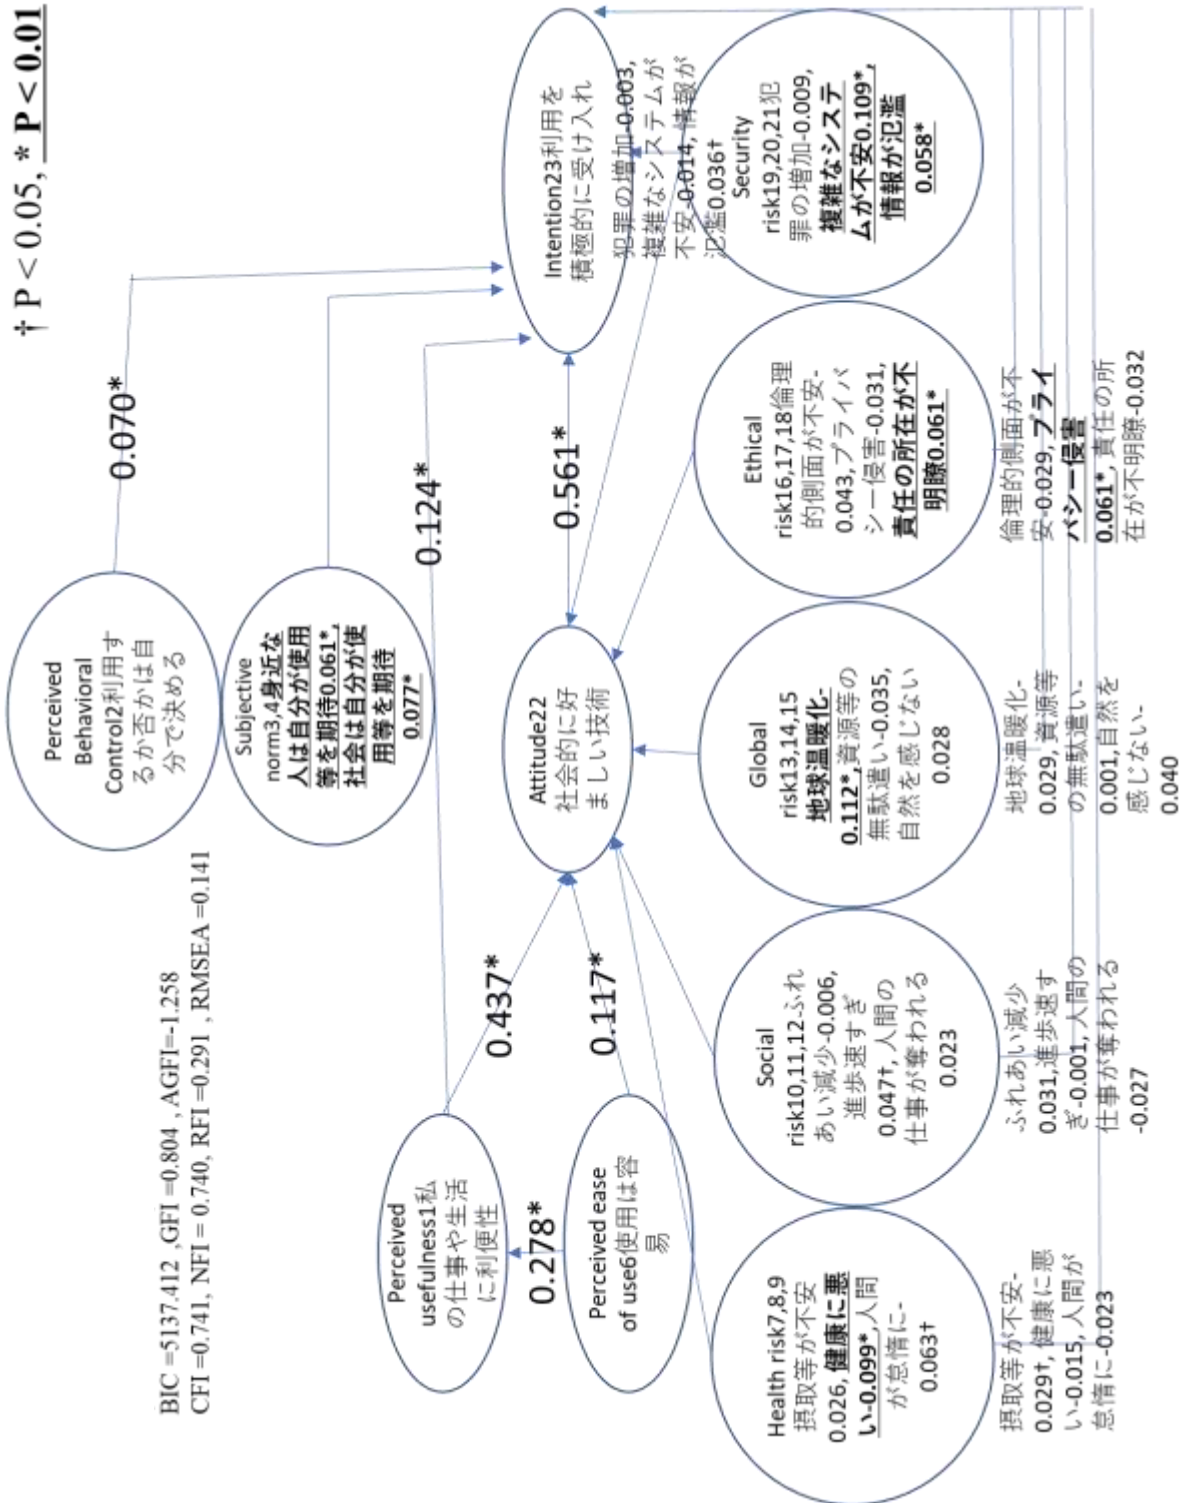 † P < 0.05, * P < 0.01
BIC =5137.412 ,GFI =0.804 , AGFI=-1.258
CFI =0.741, NFI = 0.740, RFI =0.291 , RMSEA =0.141
Perceived
Behavioral
Control2利用す
るか否かは自
分で決める
0.070*
Subjective
norm3,4身近な
人は自分が使用
等を期待0.061*,
社会は自分が使
用等を期待
0.077*
0.124*
Perceived
usefulness1私
の仕事や生活
に利便性
0.437*
0.278*
Perceived ease
of use6使用は容
易
0.117*
Attitude22
社会的に好
ましい技術
0.561*
Intention23利用を
積極的に受け入れ
犯罪の増加-0.003,
複雑なシステムが
不安-0.014, 情報が
氾濫0.036†
Health risk7,8,9
摂取等が不安
0.026, 健康に悪
い-0.099*,人間
が怠惰に-
0.063†
Social
risk10,11,12ふれ
あい減少-0.006,
進歩速すぎ
0.047†, 人間の
仕事が奪われる
0.023
Global
risk13,14,15
地球温暖化-
0.112*,資源等の
無駄遣い-0.035,
自然を感じない
0.028
Ethical
risk16,17,18倫理
的側面が不安-
0.043,プライバ
シー侵害-0.031,
責任の所在が不
明瞭0.061*
Security
risk19,20,21犯
罪の増加-0.009,
複雑なシステ
ムが不安0.109*,
情報が氾濫
0.058*
摂取等が不安-
0.029†, 健康に悪
い-0.015, 人間が
怠惰に-0.023
ふれあい減少
0.031,進歩速す
ぎ-0.001, 人間の
仕事が奪われる
-0.027
地球温暖化-
0.029, 資源等
の無駄遣い-
0.001,自然を
感じない-
0.040
倫理的側面が不
安-0.029, プライ
バシー侵害
0.061*, 責任の所
在が不明瞭-0.032